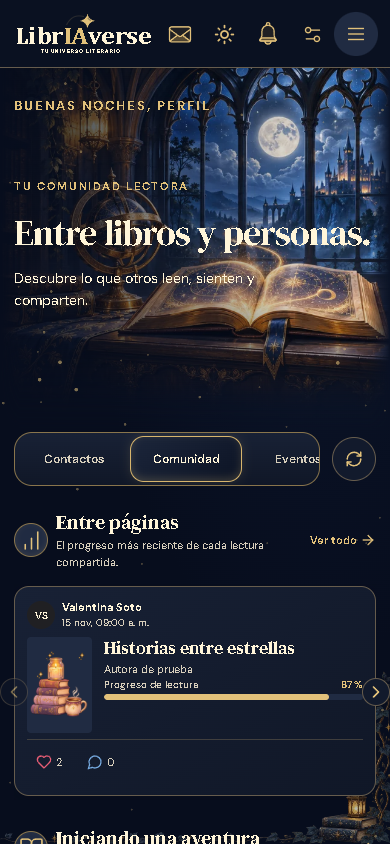 LibrIAverse
TU UNIVERSO LITERARIO
BUENAS NOCHES, PERFIL
TU COMUNIDAD LECTORA
Entre libros y personas.
Descubre lo que otros leen, sienten y
comparten.
Contactos
Comunidad
Eventos
Entre páginas
El progreso más reciente de cada lectura
compartida.
Ver todo
VS
Valentina Soto
15 nov, 09:00 a. m.
Historias entre estrellas
Autora de prueba
Progreso de lectura
87%
2
0
Iniciando una aventura